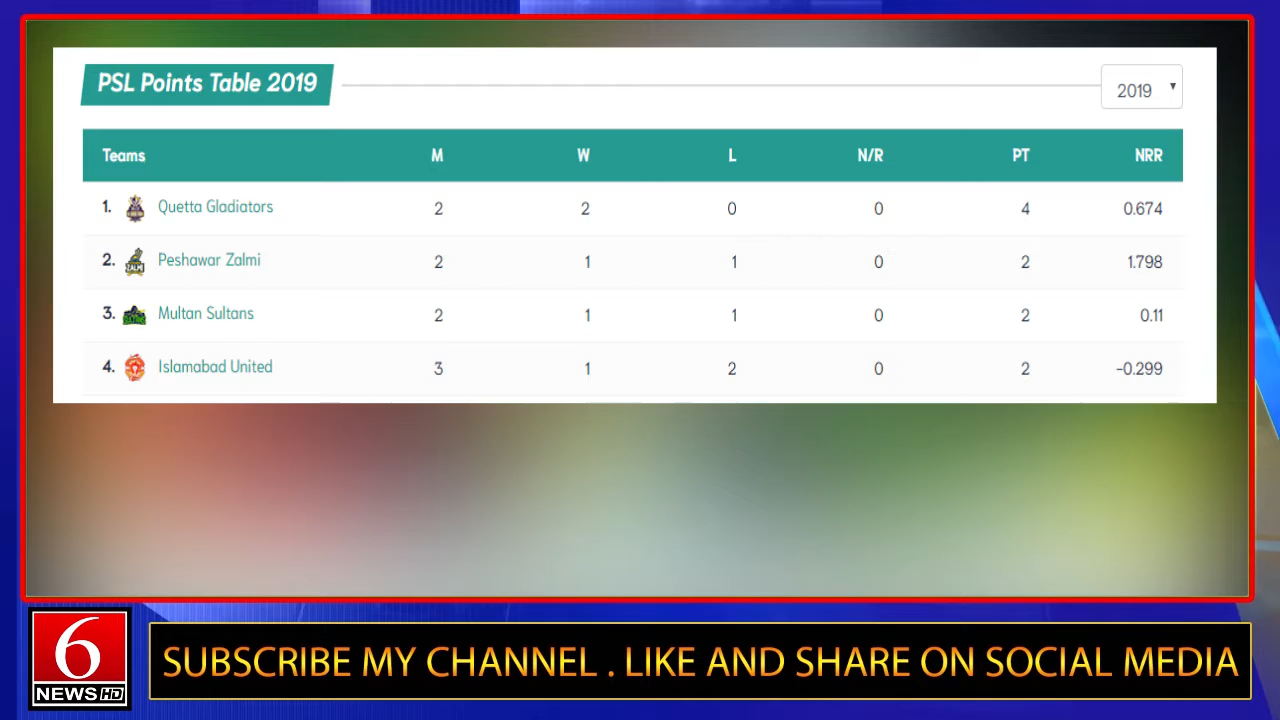 PSL Points Table 2019
2019
Teams M W L N/R PT NRR
1. Quetta Gladiators 2 2 0 0 4 0.674
2. Peshawar Zalmi 2 1 1 0 2 1.798
3. Multan Sultans 2 1 1 0 2 0.11
4. Islamabad United 3 1 2 0 2 -0.299
6
NEWS HD
SUBSCRIBE MY CHANNEL . LIKE AND SHARE ON SOCIAL MEDIA